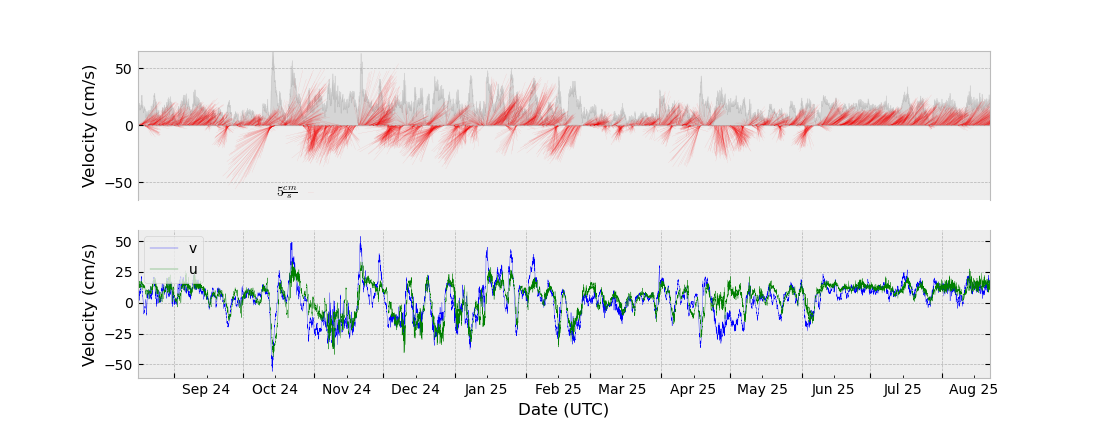 Velocity (cm/s)
50
0
−50
5 cm/s
Velocity (cm/s)
50
25
0
−25
−50
v
u
Sep 24 Oct 24 Nov 24 Dec 24 Jan 25 Feb 25 Mar 25 Apr 25 May 25 Jun 25 Jul 25 Aug 25
Date (UTC)